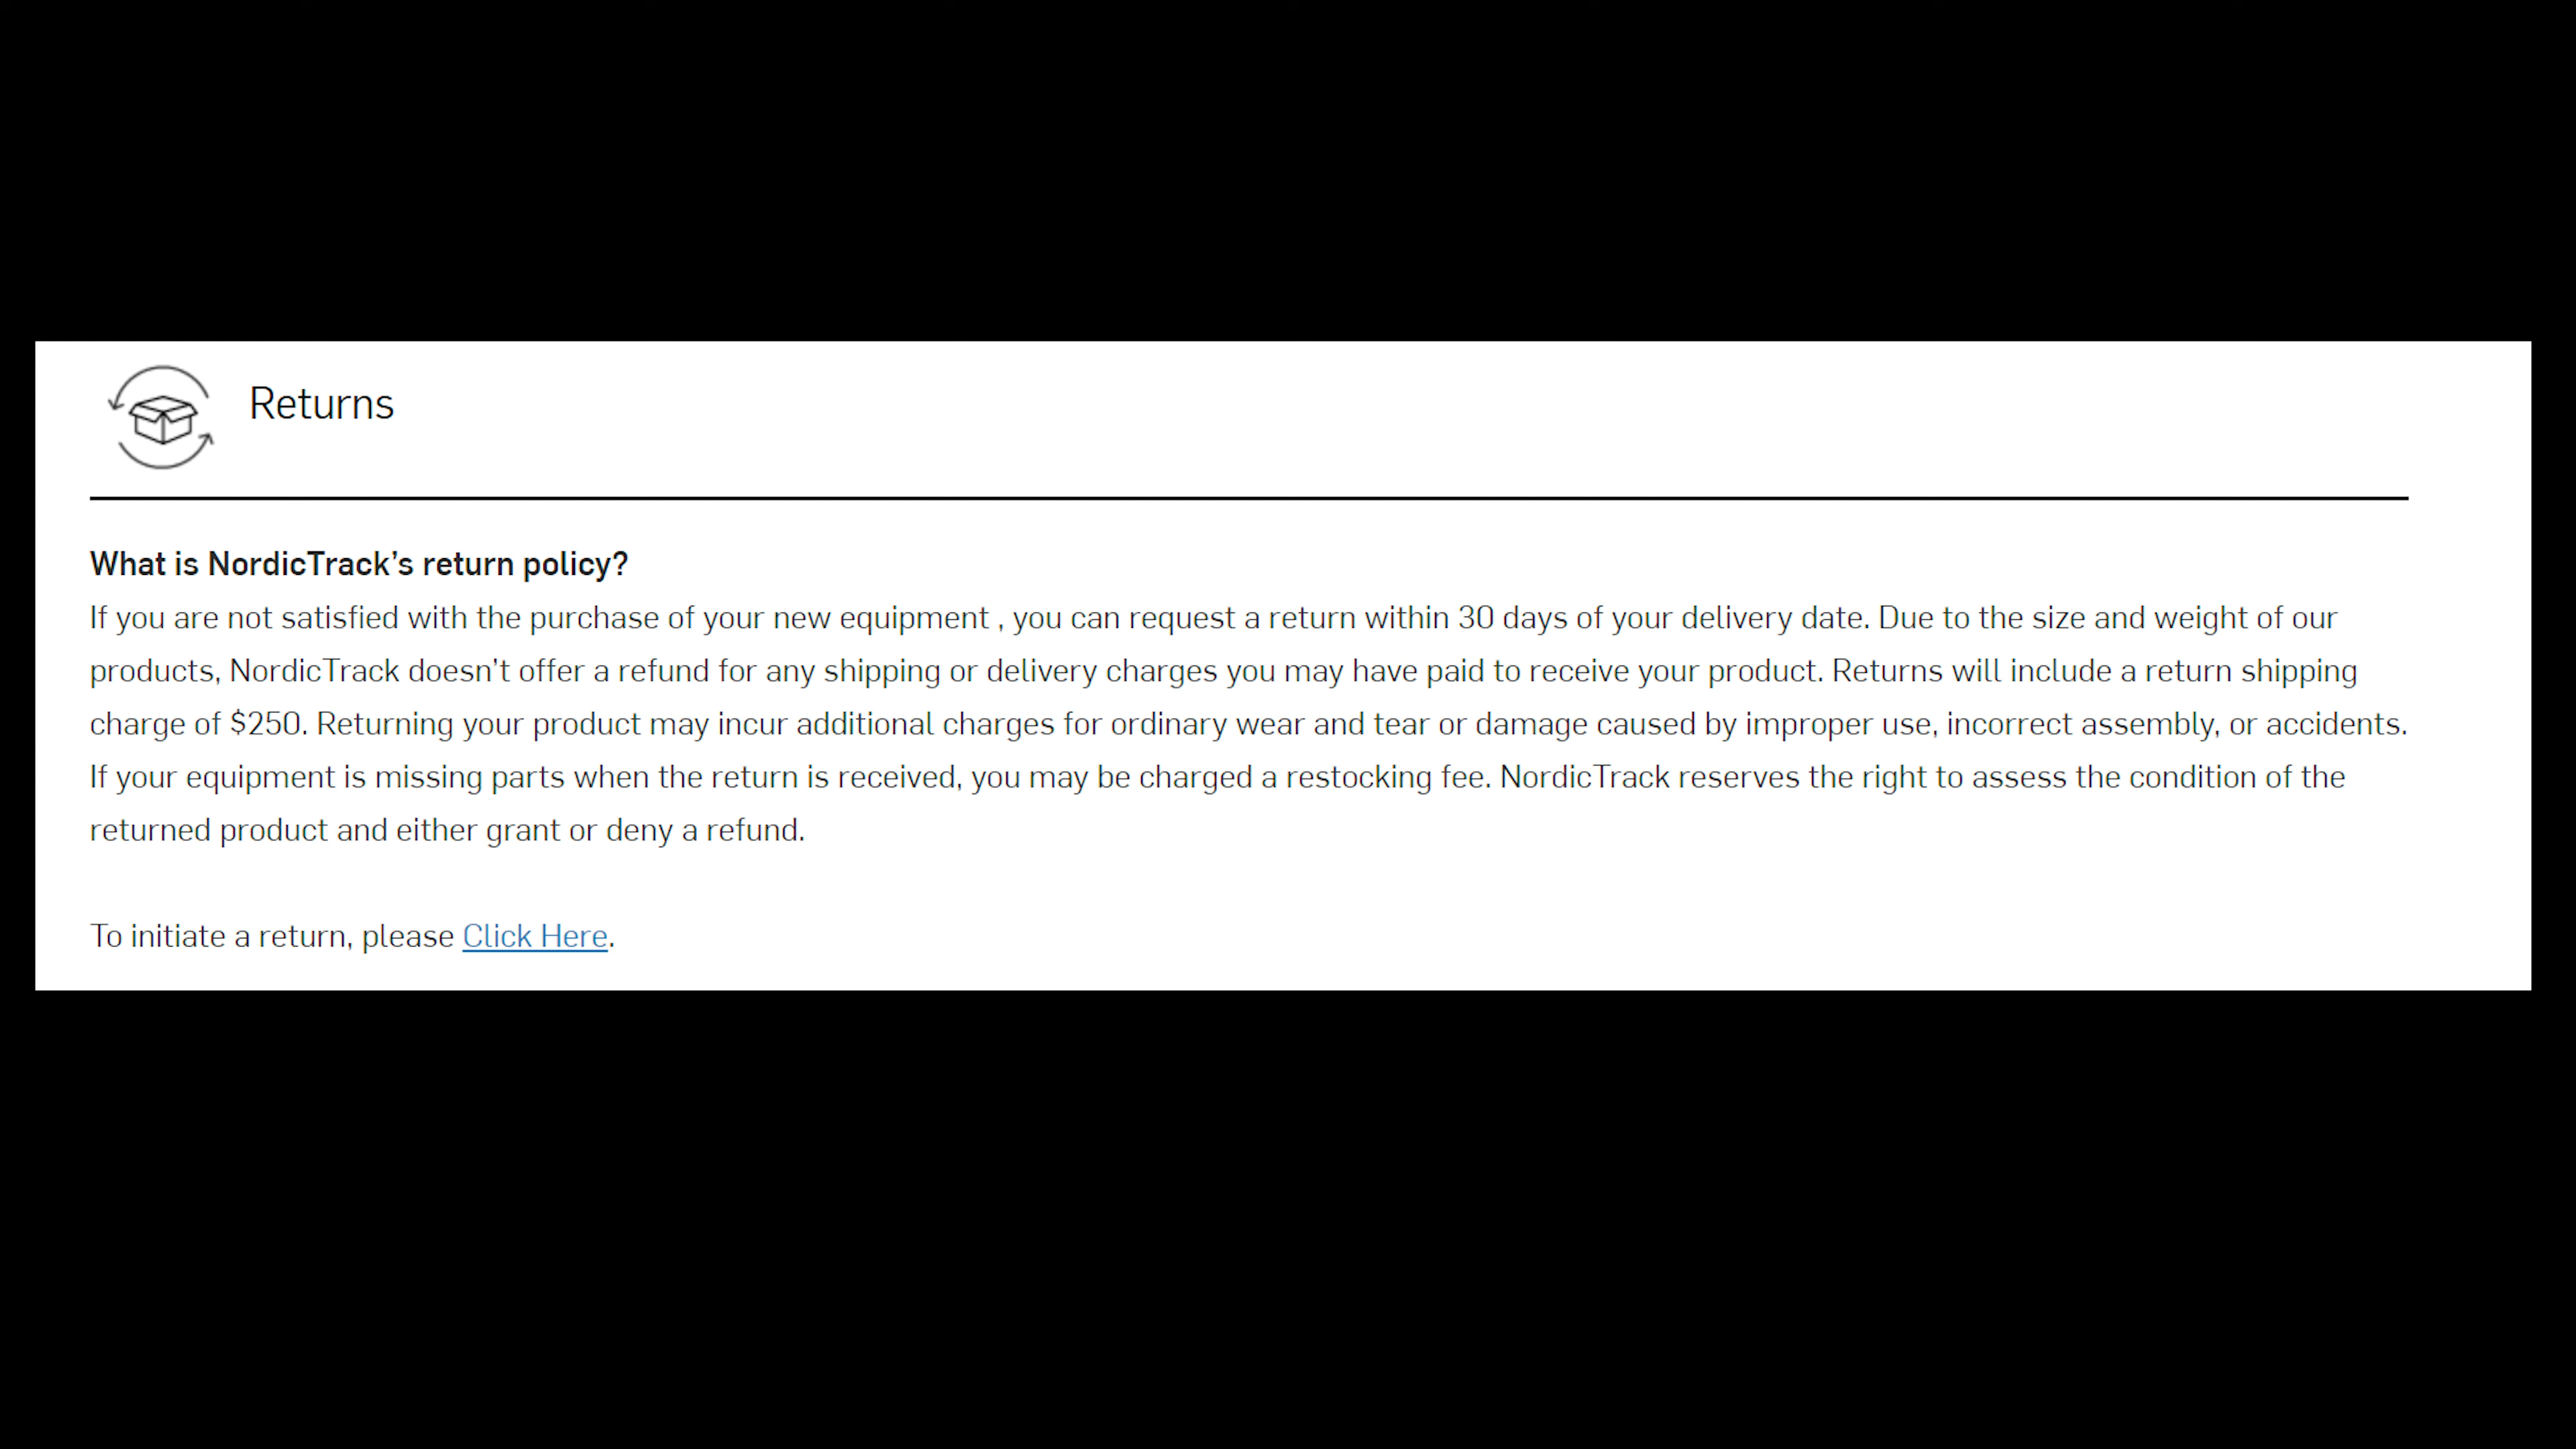 Returns
What is NordicTrack’s return policy?
If you are not satisfied with the purchase of your new equipment , you can request a return within 30 days of your delivery date. Due to the size and weight of our
products, NordicTrack doesn’t offer a refund for any shipping or delivery charges you may have paid to receive your product. Returns will include a return shipping
charge of $250. Returning your product may incur additional charges for ordinary wear and tear or damage caused by improper use, incorrect assembly, or accidents.
If your equipment is missing parts when the return is received, you may be charged a restocking fee. NordicTrack reserves the right to assess the condition of the
returned product and either grant or deny a refund.
To initiate a return, please Click Here.